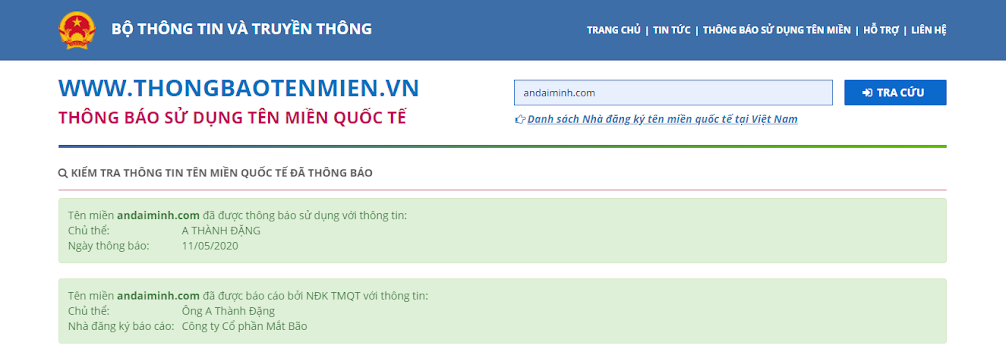 BỘ THÔNG TIN VÀ TRUYỀN THÔNG
TRANG CHỦ | TIN TỨC | THÔNG BÁO SỬ DỤNG TÊN MIỀN | HỖ TRỢ | LIÊN HỆ
WWW.THONGBAOTENMIEN.VN
THÔNG BÁO SỬ DỤNG TÊN MIỀN QUỐC TẾ
andaiminh.com
TRA CỨU
Danh sách Nhà đăng ký tên miền quốc tế tại Việt Nam
KIỂM TRA THÔNG TIN TÊN MIỀN QUỐC TẾ ĐÃ THÔNG BÁO
Tên miền andaiminh.com đã được thông báo sử dụng với thông tin:
Chủ thể: A THÀNH ĐẶNG
Ngày thông báo: 11/05/2020
Tên miền andaiminh.com đã được báo cáo bởi NĐK TMQT với thông tin:
Chủ thể: Ông A Thành Đặng
Nhà đăng ký báo cáo: Công ty Cổ phần Mắt Bão